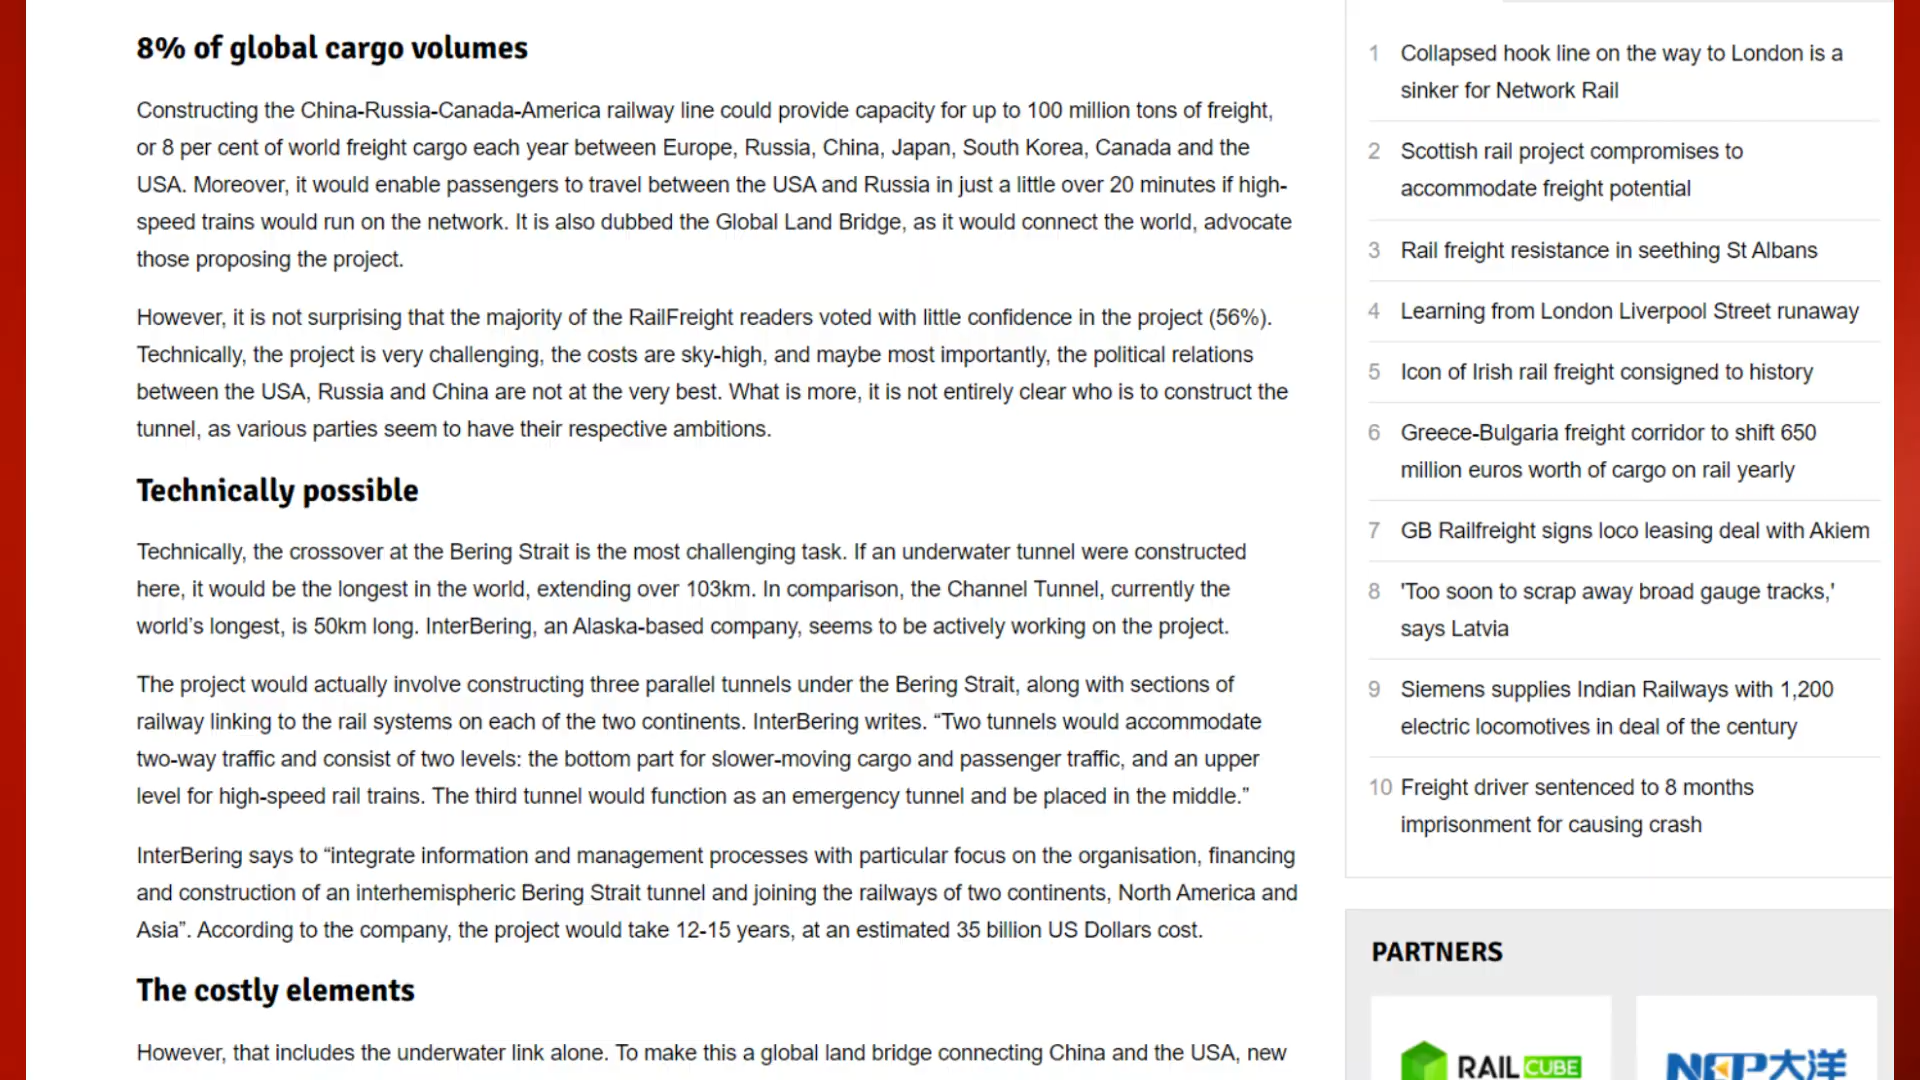 8% of global cargo volumes
Constructing the China-Russia-Canada-America railway line could provide capacity for up to 100 million tons of freight,
or 8 per cent of world freight cargo each year between Europe, Russia, China, Japan, South Korea, Canada and the
USA. Moreover, it would enable passengers to travel between the USA and Russia in just a little over 20 minutes if high-
speed trains would run on the network. It is also dubbed the Global Land Bridge, as it would connect the world, advocate
those proposing the project.
However, it is not surprising that the majority of the RailFreight readers voted with little confidence in the project (56%).
Technically, the project is very challenging, the costs are sky-high, and maybe most importantly, the political relations
between the USA, Russia and China are not at the very best. What is more, it is not entirely clear who is to construct the
tunnel, as various parties seem to have their respective ambitions.
Technically possible
Technically, the crossover at the Bering Strait is the most challenging task. If an underwater tunnel were constructed
here, it would be the longest in the world, extending over 103km. In comparison, the Channel Tunnel, currently the
world’s longest, is 50km long. InterBering, an Alaska-based company, seems to be actively working on the project.
The project would actually involve constructing three parallel tunnels under the Bering Strait, along with sections of
railway linking to the rail systems on each of the two continents. InterBering writes. “Two tunnels would accommodate
two-way traffic and consist of two levels: the bottom part for slower-moving cargo and passenger traffic, and an upper
level for high-speed rail trains. The third tunnel would function as an emergency tunnel and be placed in the middle.”
InterBering says to “integrate information and management processes with particular focus on the organisation, financing
and construction of an interhemispheric Bering Strait tunnel and joining the railways of two continents, North America and
Asia”. According to the company, the project would take 12-15 years, at an estimated 35 billion US Dollars cost.
The costly elements
However, that includes the underwater link alone. To make this a global land bridge connecting China and the USA, new
1 Collapsed hook line on the way to London is a
sinker for Network Rail
2 Scottish rail project compromises to
accommodate freight potential
3 Rail freight resistance in seething St Albans
4 Learning from London Liverpool Street runaway
5 Icon of Irish rail freight consigned to history
6 Greece-Bulgaria freight corridor to shift 650
million euros worth of cargo on rail yearly
7 GB Railfreight signs loco leasing deal with Akiem
8 'Too soon to scrap away broad gauge tracks,'
says Latvia
9 Siemens supplies Indian Railways with 1,200
electric locomotives in deal of the century
10 Freight driver sentenced to 8 months
imprisonment for causing crash
PARTNERS
RAIL CUBE
大洋